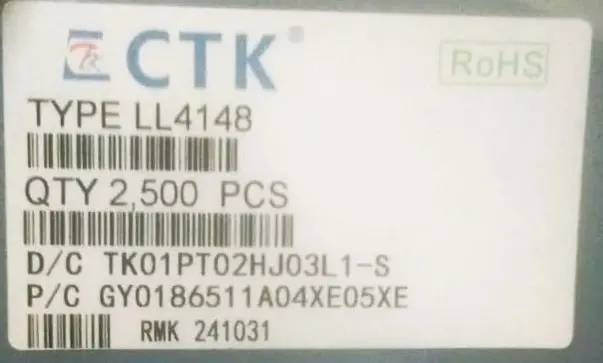 CTK®
RoHS
TYPE LL4148
QTY 2,500 PCS
D/C TK01PT02HJ03L1-S
P/C GY0186511A04XE05XE
RMK 241031